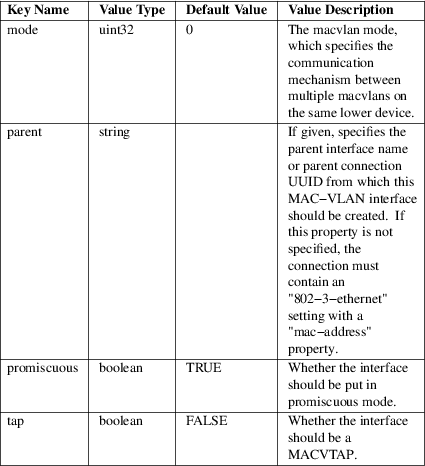 Key Name Value Type Default Value Value Description
mode uint32 0 The macvlan mode,
which specifies the
communication
mechanism between
multiple macvlans on
the same lower device.
parent string If given, specifies the
parent interface name
or parent connection
UUID from which this
MAC−VLAN interface
should be created. If
this property is not
specified, the
connection must
contain an
"802−3−ethernet"
setting with a
"mac−address"
property.
promiscuous boolean TRUE Whether the interface
should be put in
promiscuous mode.
tap boolean FALSE Whether the interface
should be a
MACVTAP.